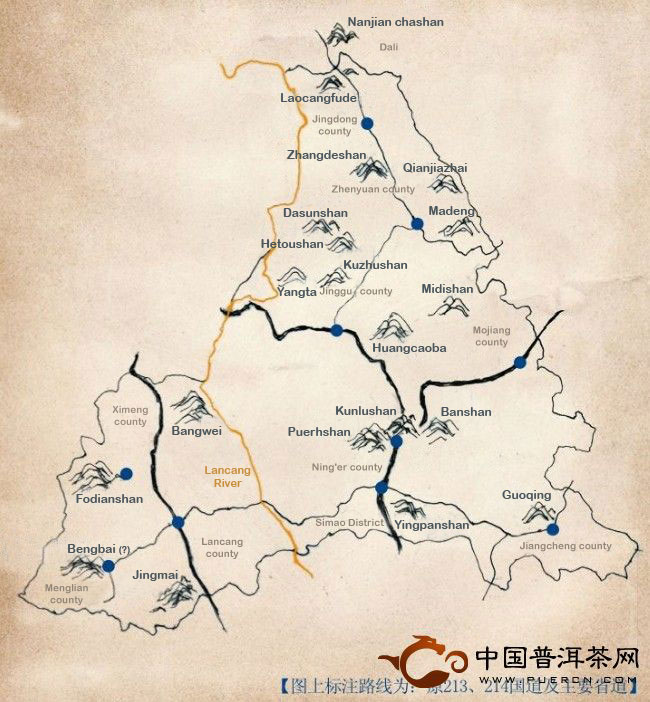 Nanjian chashan
Dali
Laocangfude
Jingdong
county
Zhangdeshan
Qianjiazhai
Zhenyuan county
Dasunshan
Madeng
Hetoushan
Kuzhushan
Yangta
Jinggu county
Midishan
Mojiang
county
Huangcaoba
Ximeng
county
Bangwei
Kunlushan
Banshan
Puerhshan
Ning'er county
Lancang
River
Fodianshan
Guoqing
Simao District
Yingpanshan
Lancang
county
Jiangcheng county
Bengbai (?)
Jingmai
Menglian
county
中国普洱茶网
WWW.PUERCN.COM
【图上标注路线为：原213、214国道及主要省道】